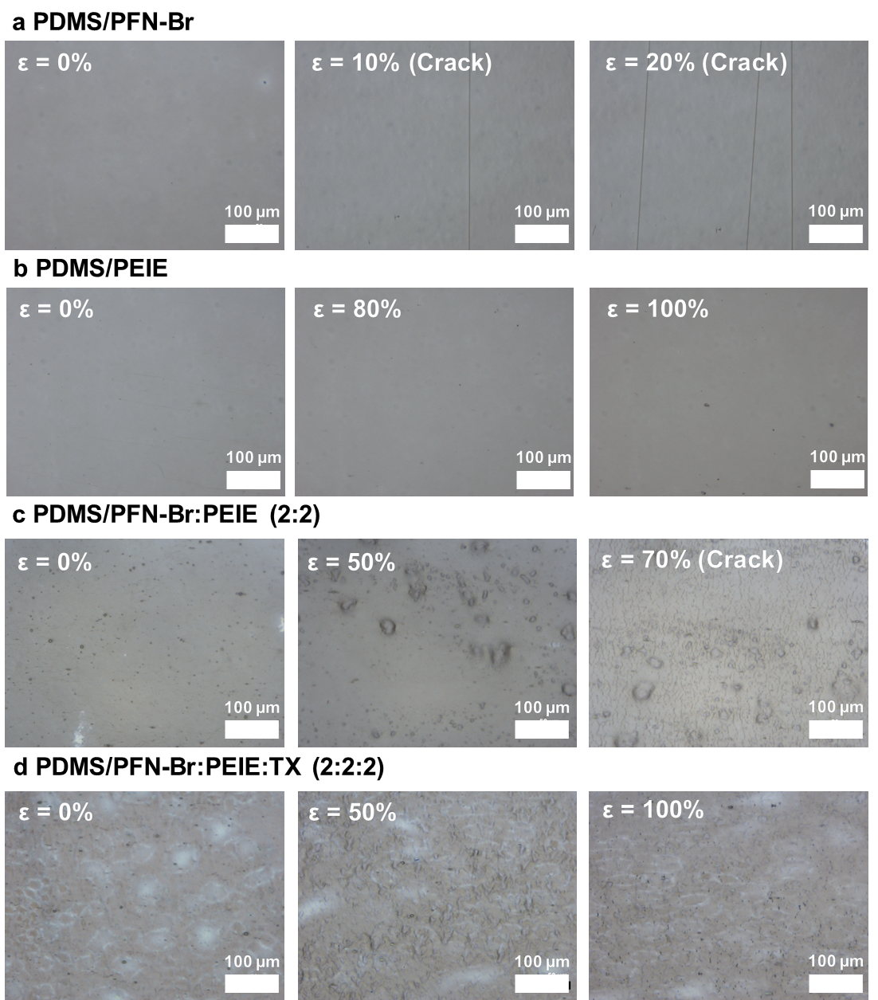 a PDMS/PFN-Br
ε = 0%
ε = 10% (Crack)
ε = 20% (Crack)
100 µm
100 µm
100 µm
b PDMS/PEIE
ε = 0%
ε = 80%
ε = 100%
100 µm
100 µm
100 µm
c PDMS/PFN-Br:PEIE (2:2)
ε = 0%
ε = 50%
ε = 70% (Crack)
100 µm
100 µm
100 µm
d PDMS/PFN-Br:PEIE:TX (2:2:2)
ε = 0%
ε = 50%
ε = 100%
100 µm
100 µm
100 µm